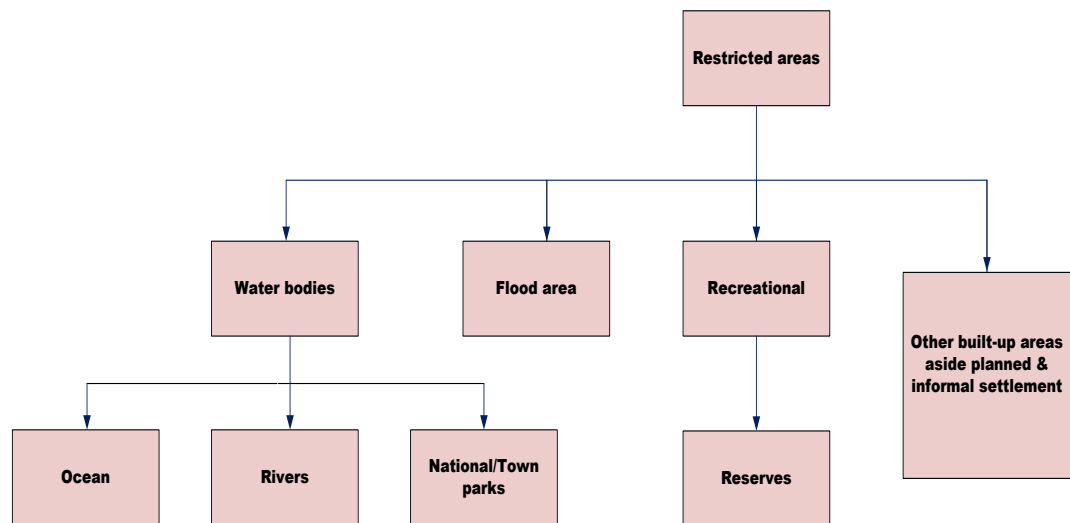 Restricted areas
Water bodies
Flood area
Recreational
Other built-up areas
aside planned &
informal settlement
Ocean
Rivers
National/Town
parks
Reserves